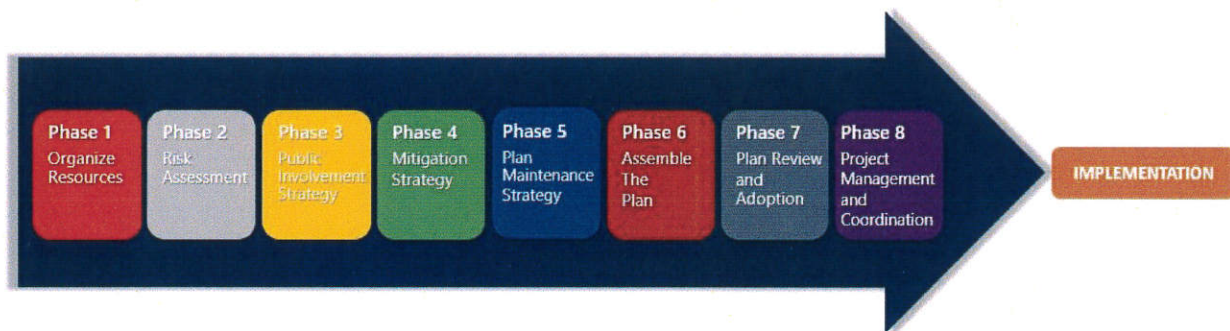 Phase 1
Organize
Resources
Phase 2
Risk
Assessment
Phase 3
Public
Involvement
Strategy
Phase 4
Mitigation
Strategy
Phase 5
Plan
Maintenance
Strategy
Phase 6
Assemble
The
Plan
Phase 7
Plan Review
and
Adoption
Phase 8
Project
Management
and
Coordination
IMPLEMENTATION